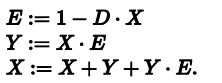 E := 1 − D · X
Y := X · E
X := X + Y + Y · E.